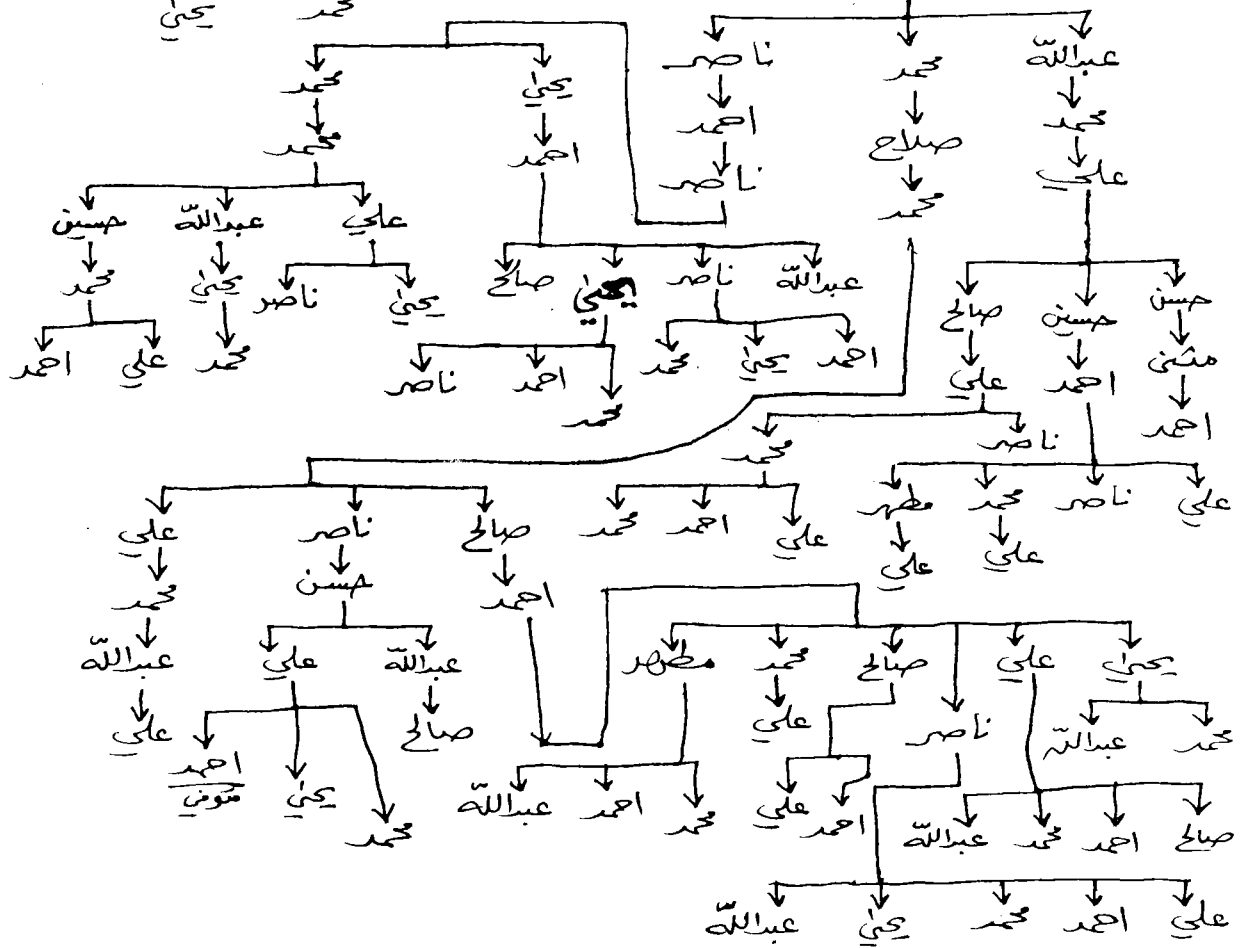 محمد يحيى
عبدالله محمد ناصر
يحيى محمد
محمد صلاح احمد
احمد محمد
علي محمد ناصر
علي عبدالله حسين
عبدالله ناصر يحيى صالح
يحيى ناصر يحيى محمد
حسن حسين صالح
احمد يحيى محمد
محمد احمد ناصر
محمد علي احمد
مثنى احمد علي
احمد
ناصر محمد
علي ناصر محمد مطهر
علي احمد محمد
صالح ناصر علي
علي علي
احمد حسن محمد
يحيى علي صالح محمد مطهر
عبدالله علي عبدالله
محمد عبدالله ناصر علي
صالح علي
احمد
متوفي
يحيى محمد
صالح احمد محمد عبدالله
احمد علي
محمد احمد عبدالله
علي احمد محمد يحيى عبدالله